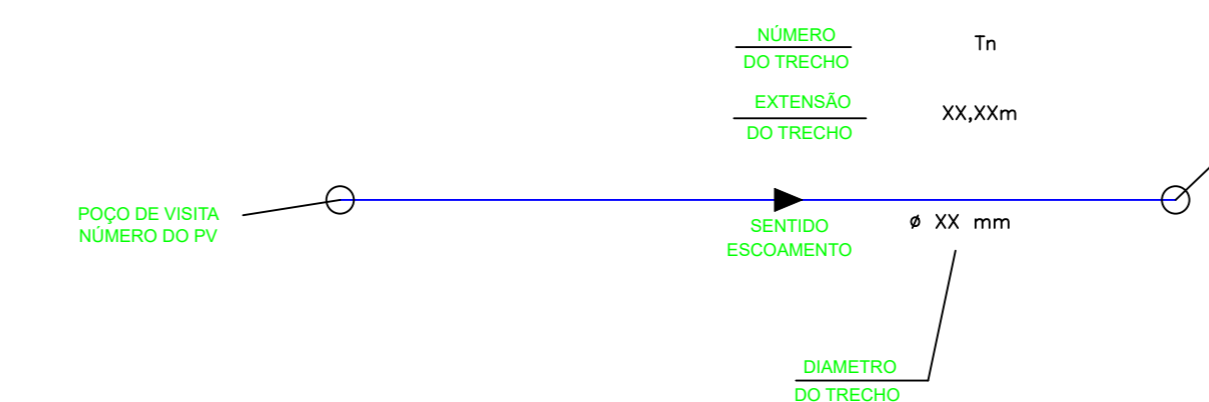 NÚMERO
DO TRECHO
Tn
EXTENSÃO
DO TRECHO
XX,XXm
POÇO DE VISITA
NÚMERO DO PV
SENTIDO
ESCOAMENTO
ø XX mm
DIAMETRO
DO TRECHO